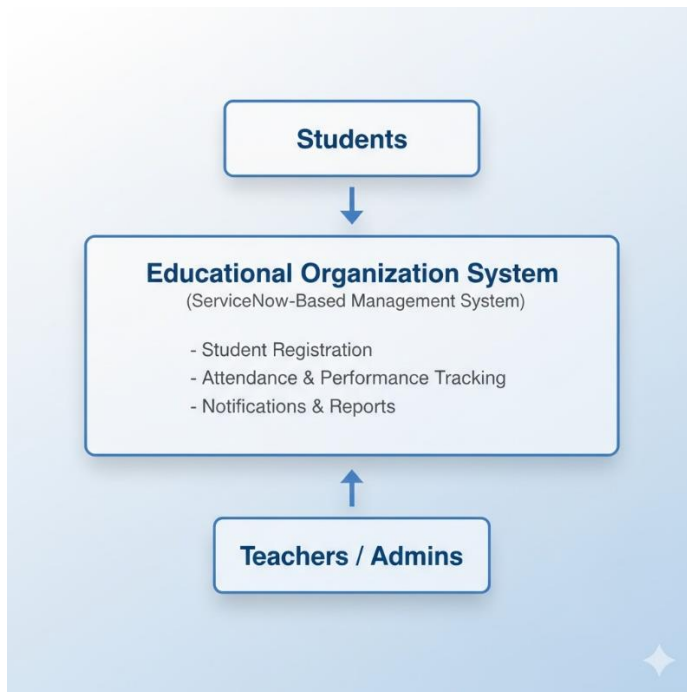 Students
Educational Organization System
(ServiceNow-Based Management System)
- Student Registration
- Attendance & Performance Tracking
- Notifications & Reports
Teachers / Admins